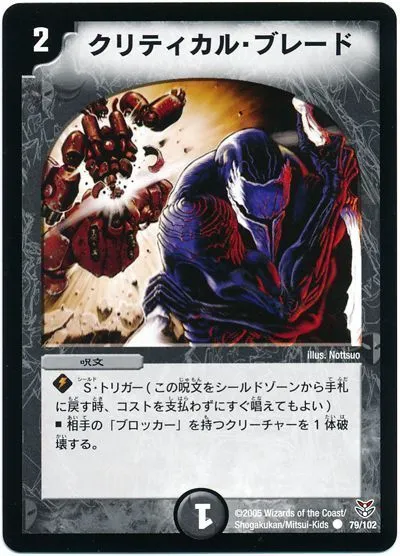 2
クリティカル・ブレード
illus. Nottsuo
呪文
S・トリガー(この呪文をシールドゾーンから手札
に戻す時、コストを支払わずにすぐ唱えてもよい)
■相手の「ブロッカー」を持つクリーチャーを1体破
壊する。
1
©2005 Wizards of the Coast/
Shogakukan/Mitsui-Kids ● 79/102